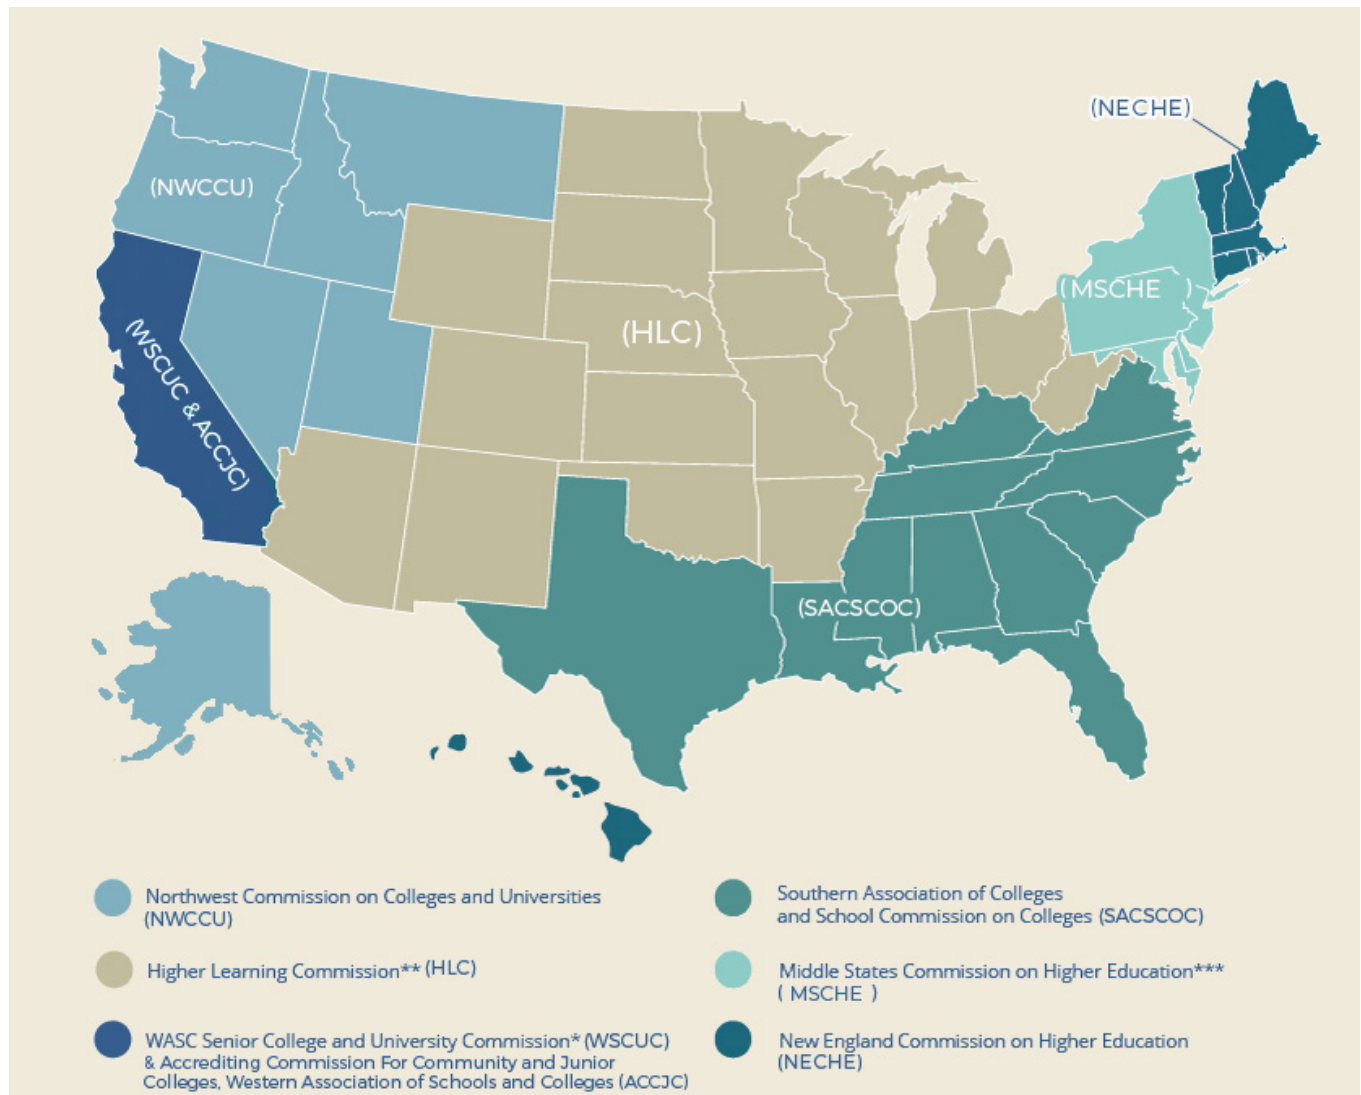 (NECHE)
(NWCCU)
(MSCHE )
(HLC)
(WSCUC & ACCJC)
(SACSCOC)
Northwest Commission on Colleges and Universities
(NWCCU)
Higher Learning Commission** (HLC)
WASC Senior College and University Commission* (WSCUC)
& Accrediting Commission For Community and Junior
Colleges, Western Association of Schools and Colleges (ACCJC)
Southern Association of Colleges
and School Commission on Colleges (SACSCOC)
Middle States Commission on Higher Education***
( MSCHE )
New England Commission on Higher Education
(NECHE)